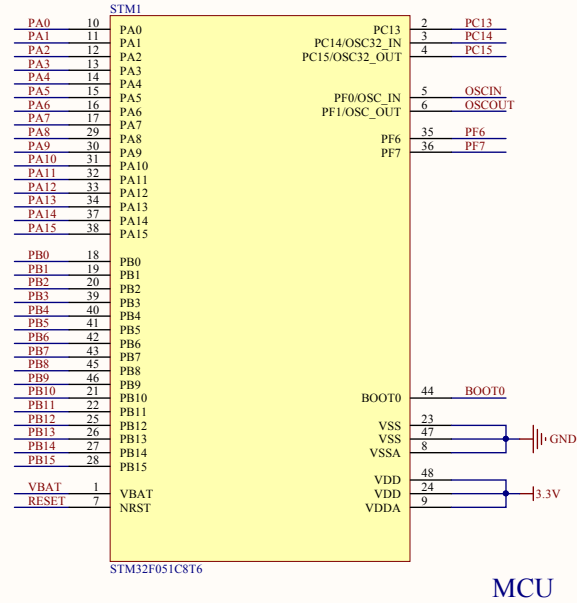 STM1
PA0 10 PA0
PA1 11 PA1
PA2 12 PA2
PA3 13 PA3
PA4 14 PA4
PA5 15 PA5
PA6 16 PA6
PA7 17 PA7
PA8 29 PA8
PA9 30 PA9
PA10 31 PA10
PA11 32 PA11
PA12 33 PA12
PA13 34 PA13
PA14 37 PA14
PA15 38 PA15
PB0 18 PB0
PB1 19 PB1
PB2 20 PB2
PB3 39 PB3
PB4 40 PB4
PB5 41 PB5
PB6 42 PB6
PB7 43 PB7
PB8 45 PB8
PB9 46 PB9
PB10 21 PB10
PB11 22 PB11
PB12 25 PB12
PB13 26 PB13
PB14 27 PB14
PB15 28 PB15
VBAT 1 VBAT
RESET 7 NRST
PC13 2 PC13
PC14/OSC32_IN 3 PC14
PC15/OSC32_OUT 4 PC15
PF0/OSC_IN 5 OSCIN
PF1/OSC_OUT 6 OSCOUT
PF6 35 PF6
PF7 36 PF7
BOOT0 44 BOOT0
VSS 23
VSS 47
VSSA 8
GND
VDD 48
VDD 24
VDDA 9
3.3V
STM32F051C8T6
MCU